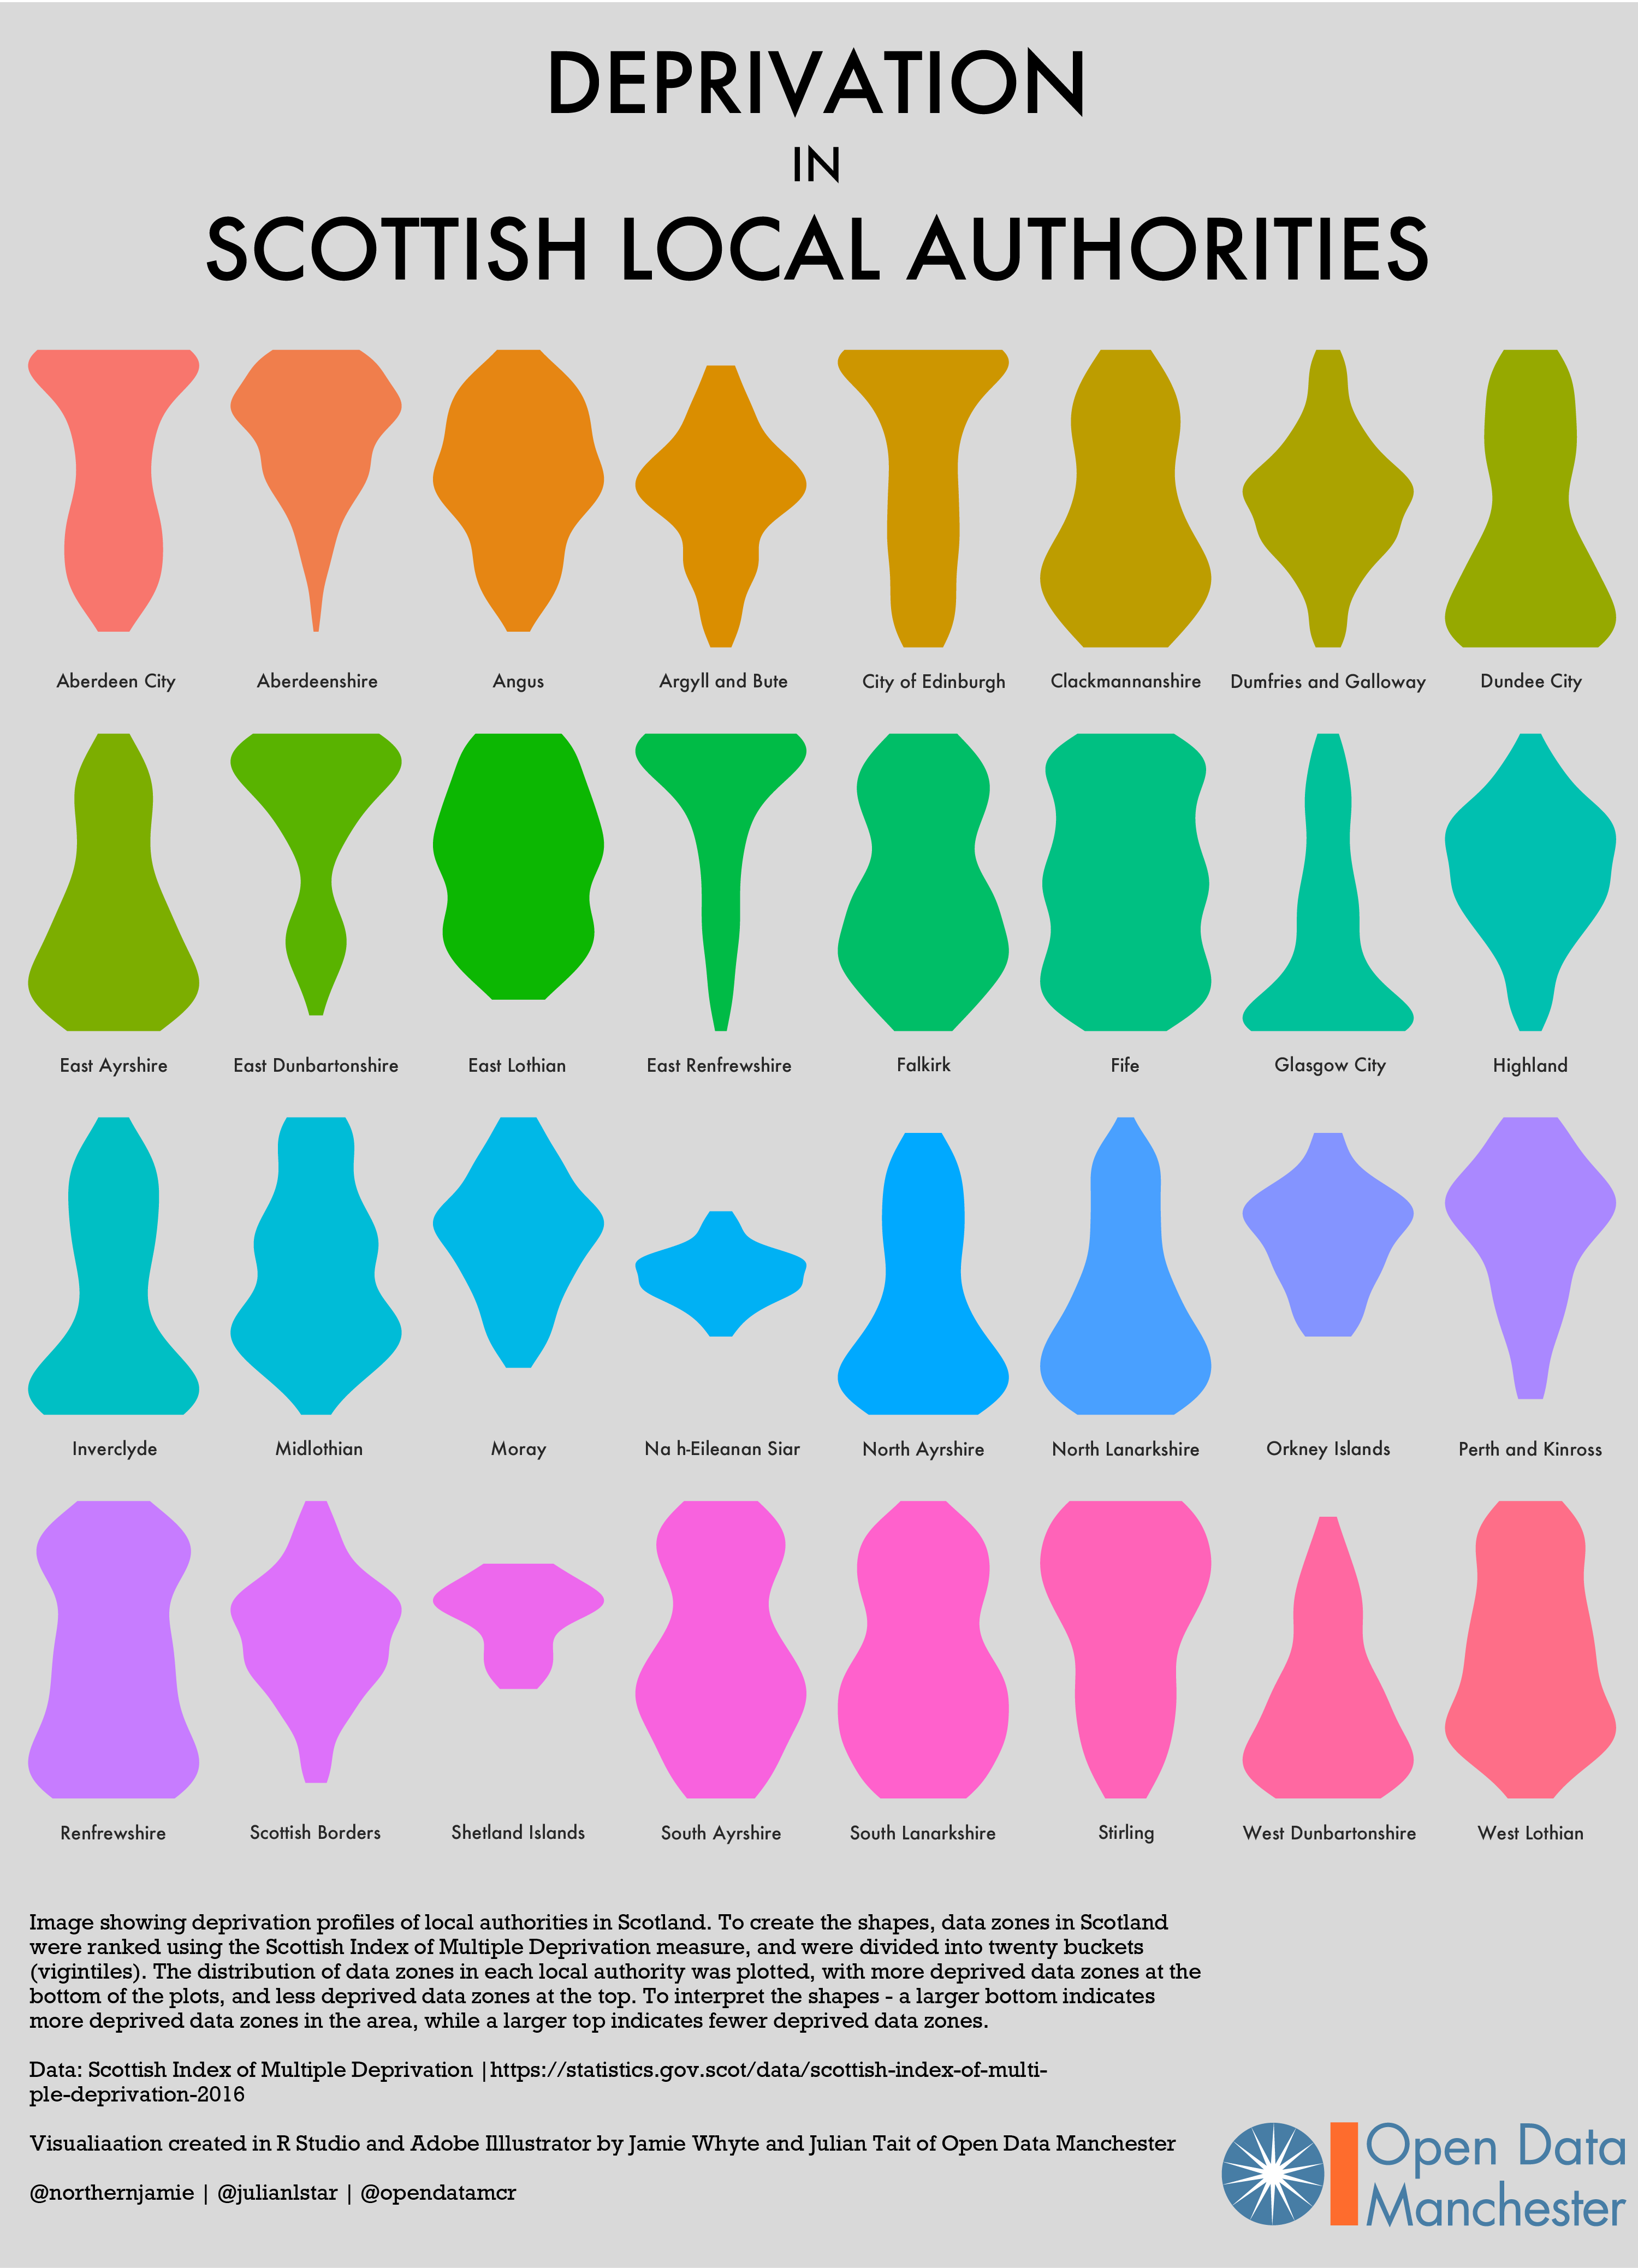 DEPRIVATION
IN
SCOTTISH LOCAL AUTHORITIES
Aberdeen City
Aberdeenshire
Angus
Argyll and Bute
City of Edinburgh
Clackmannanshire
Dumfries and Galloway
Dundee City
East Ayrshire
East Dunbartonshire
East Lothian
East Renfrewshire
Falkirk
Fife
Glasgow City
Highland
Inverclyde
Midlothian
Moray
Na h-Eileanan Siar
North Ayrshire
North Lanarkshire
Orkney Islands
Perth and Kinross
Renfrewshire
Scottish Borders
Shetland Islands
South Ayrshire
South Lanarkshire
Stirling
West Dunbartonshire
West Lothian
Image showing deprivation profiles of local authorities in Scotland. To create the shapes, data zones in Scotland
were ranked using the Scottish Index of Multiple Deprivation measure, and were divided into twenty buckets
(vigintiles). The distribution of data zones in each local authority was plotted, with more deprived data zones at the
bottom of the plots, and less deprived data zones at the top. To interpret the shapes - a larger bottom indicates
more deprived data zones in the area, while a larger top indicates fewer deprived data zones.
Data: Scottish Index of Multiple Deprivation |https://statistics.gov.scot/data/scottish-index-of-multi-
ple-deprivation-2016
Visualiaation created in R Studio and Adobe Illlustrator by Jamie Whyte and Julian Tait of Open Data Manchester
@northernjamie | @julianlstar | @opendatamcr
Open Data
Manchester